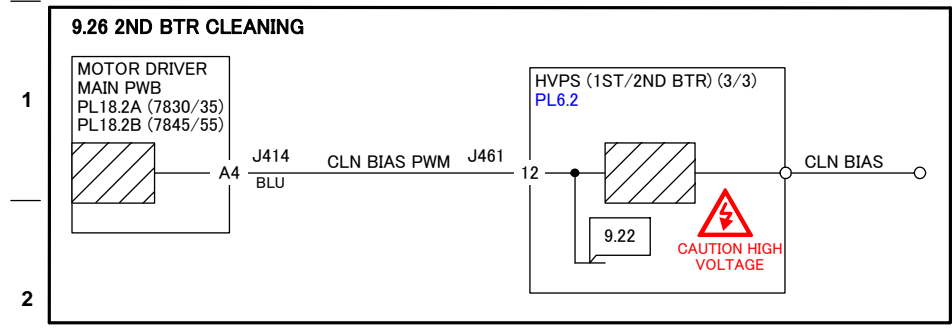 9.26 2ND BTR CLEANING
MOTOR DRIVER
MAIN PWB
PL18.2A (7830/35)
PL18.2B (7845/55)
HVPS (1ST/2ND BTR) (3/3)
PL6.2
1
A4
J414
BLU
CLN BIAS PWM
J461
12
CLN BIAS
9.22
CAUTION HIGH
VOLTAGE
2